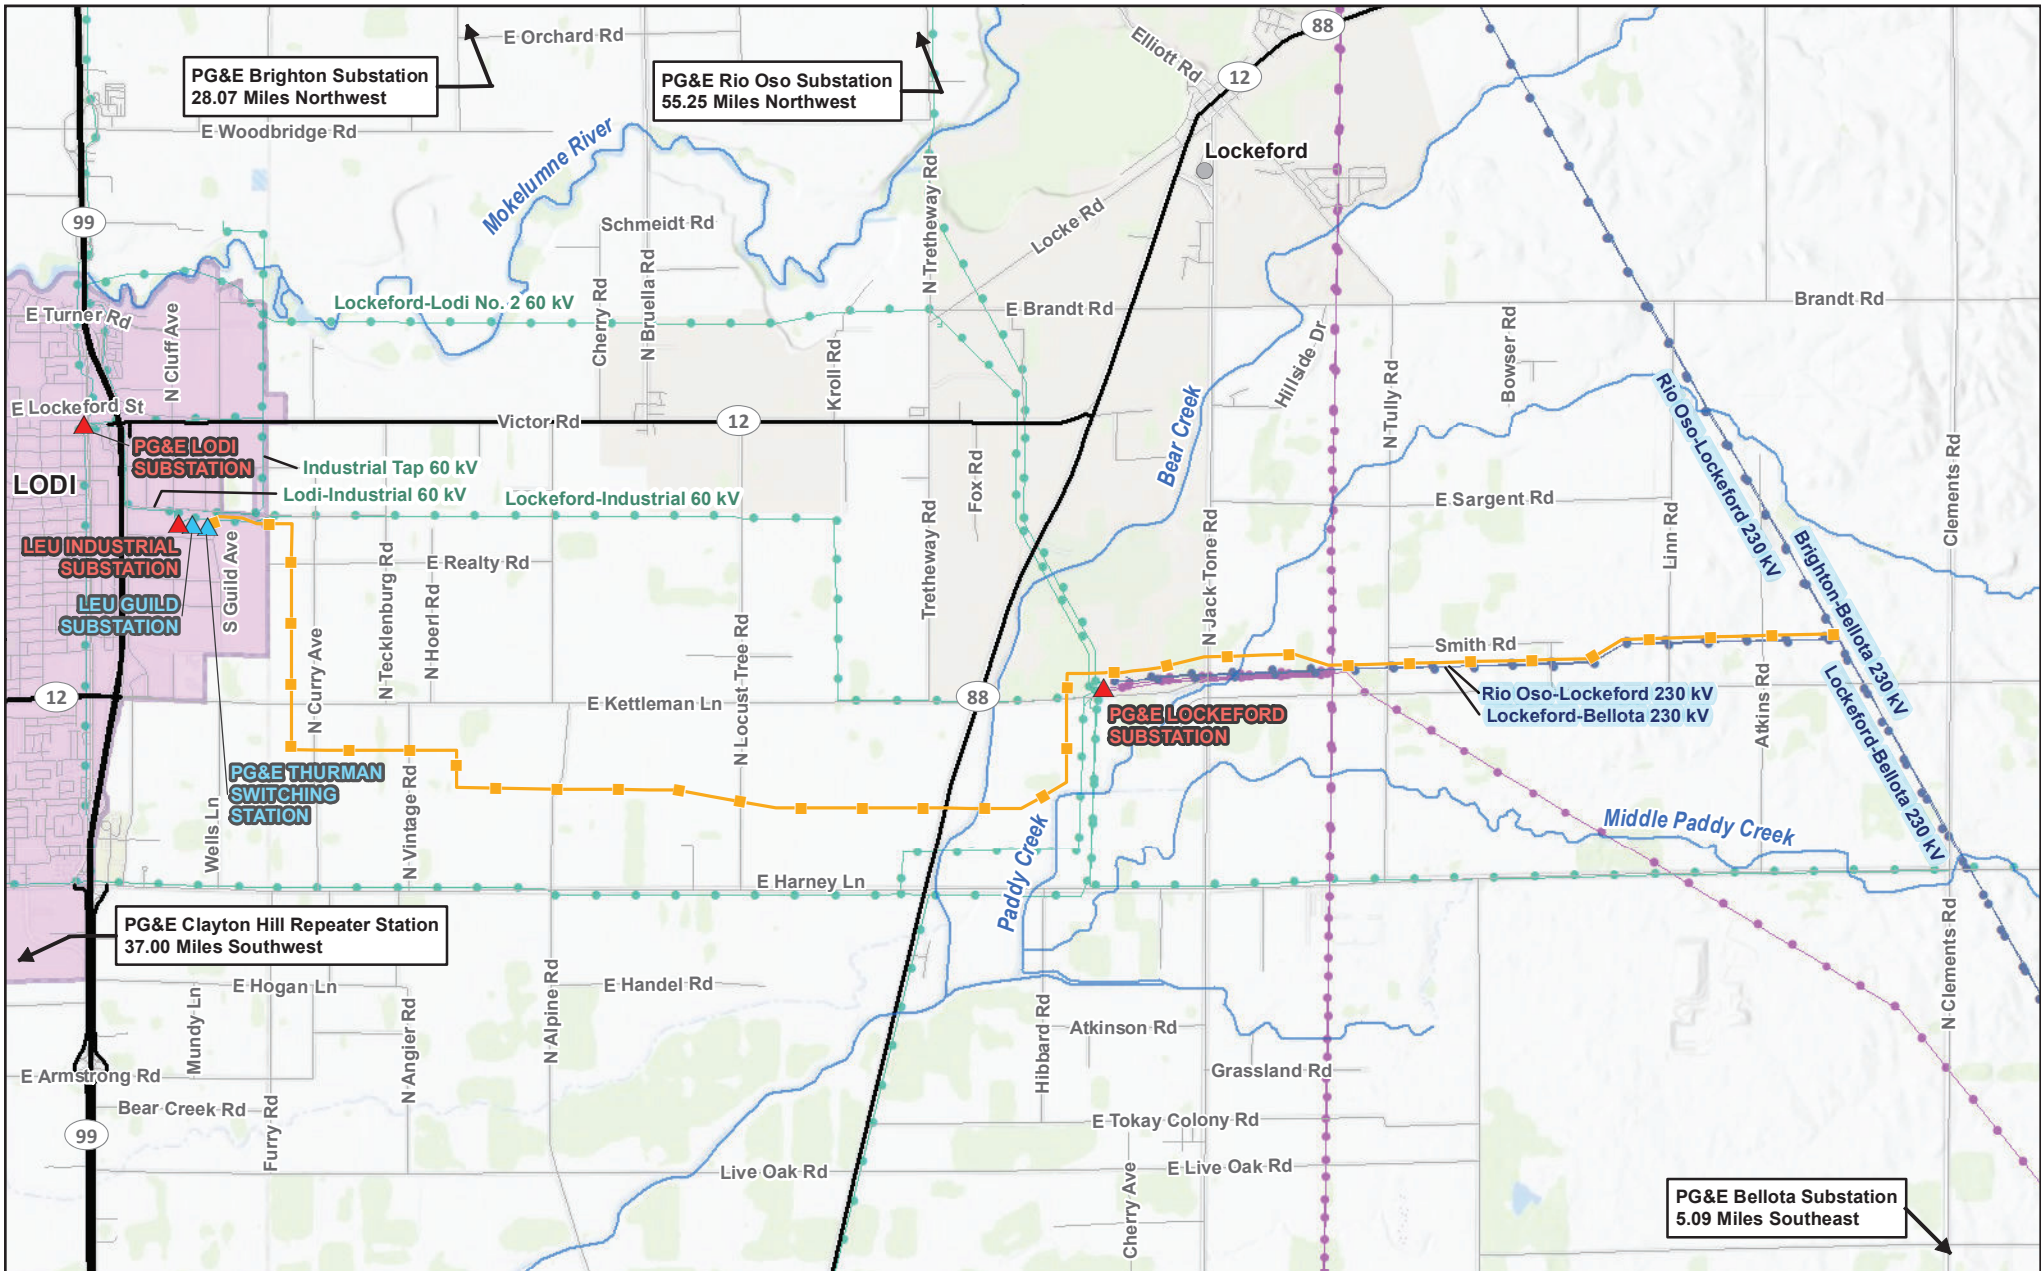 E Orchard Rd
PG&E Brighton Substation
28.07 Miles Northwest
PG&E Rio Oso Substation
55.25 Miles Northwest
E Woodbridge Rd
Elliott Rd
88
12
Lockeford
Mokelumne River
99
Schmeidt Rd
N Tretheway Rd
Locke Rd
Cherry Rd
N Bruella Rd
Lockeford-Lodi No. 2 60 kV
E Turner Rd
N Cluff Ave
E Brandt Rd
Brandt Rd
Kroll Rd
Hillside Dr
N Tully Rd
Bowser Rd
E Lockeford St
Victor Rd
12
Bear Creek
Rio Oso-Lockeford 230 kV
Clements Rd
PG&E LODI
SUBSTATION
LODI
Industrial Tap 60 kV
Lodi-Industrial 60 kV
Lockeford-Industrial 60 kV
Fox Rd
E Sargent Rd
Linn Rd
LEU INDUSTRIAL
SUBSTATION
S Guild Ave
E Realty Rd
N Tecklenburg Rd
N Hoerl Rd
Tretheway Rd
N Jack Tone Rd
Brighton-Bellota 230 kV
LEU GUILD
SUBSTATION
N Curry Ave
N Locust Tree Rd
Smith Rd
12
E Kettleman Ln
88
Rio Oso-Lockeford 230 kV
Lockeford-Bellota 230 kV
Atkins Rd
Lockeford-Bellota 230 kV
PG&E LOCKEFORD
SUBSTATION
PG&E THURMAN
SWITCHING
STATION
Wells Ln
N Vintage Rd
Paddy Creek
Middle Paddy Creek
E Harney Ln
PG&E Clayton Hill Repeater Station
37.00 Miles Southwest
E Hogan Ln
Mundy Ln
N Angier Rd
N Alpine Rd
E Handel Rd
Hibbard Rd
Atkinson Rd
N Clements Rd
E Armstrong Rd
Grassland Rd
Bear Creek Rd
Furry Rd
99
E Tokay Colony Rd
Live Oak Rd
E Live Oak Rd
Cherry Ave
PG&E Bellota Substation
5.09 Miles Southeast